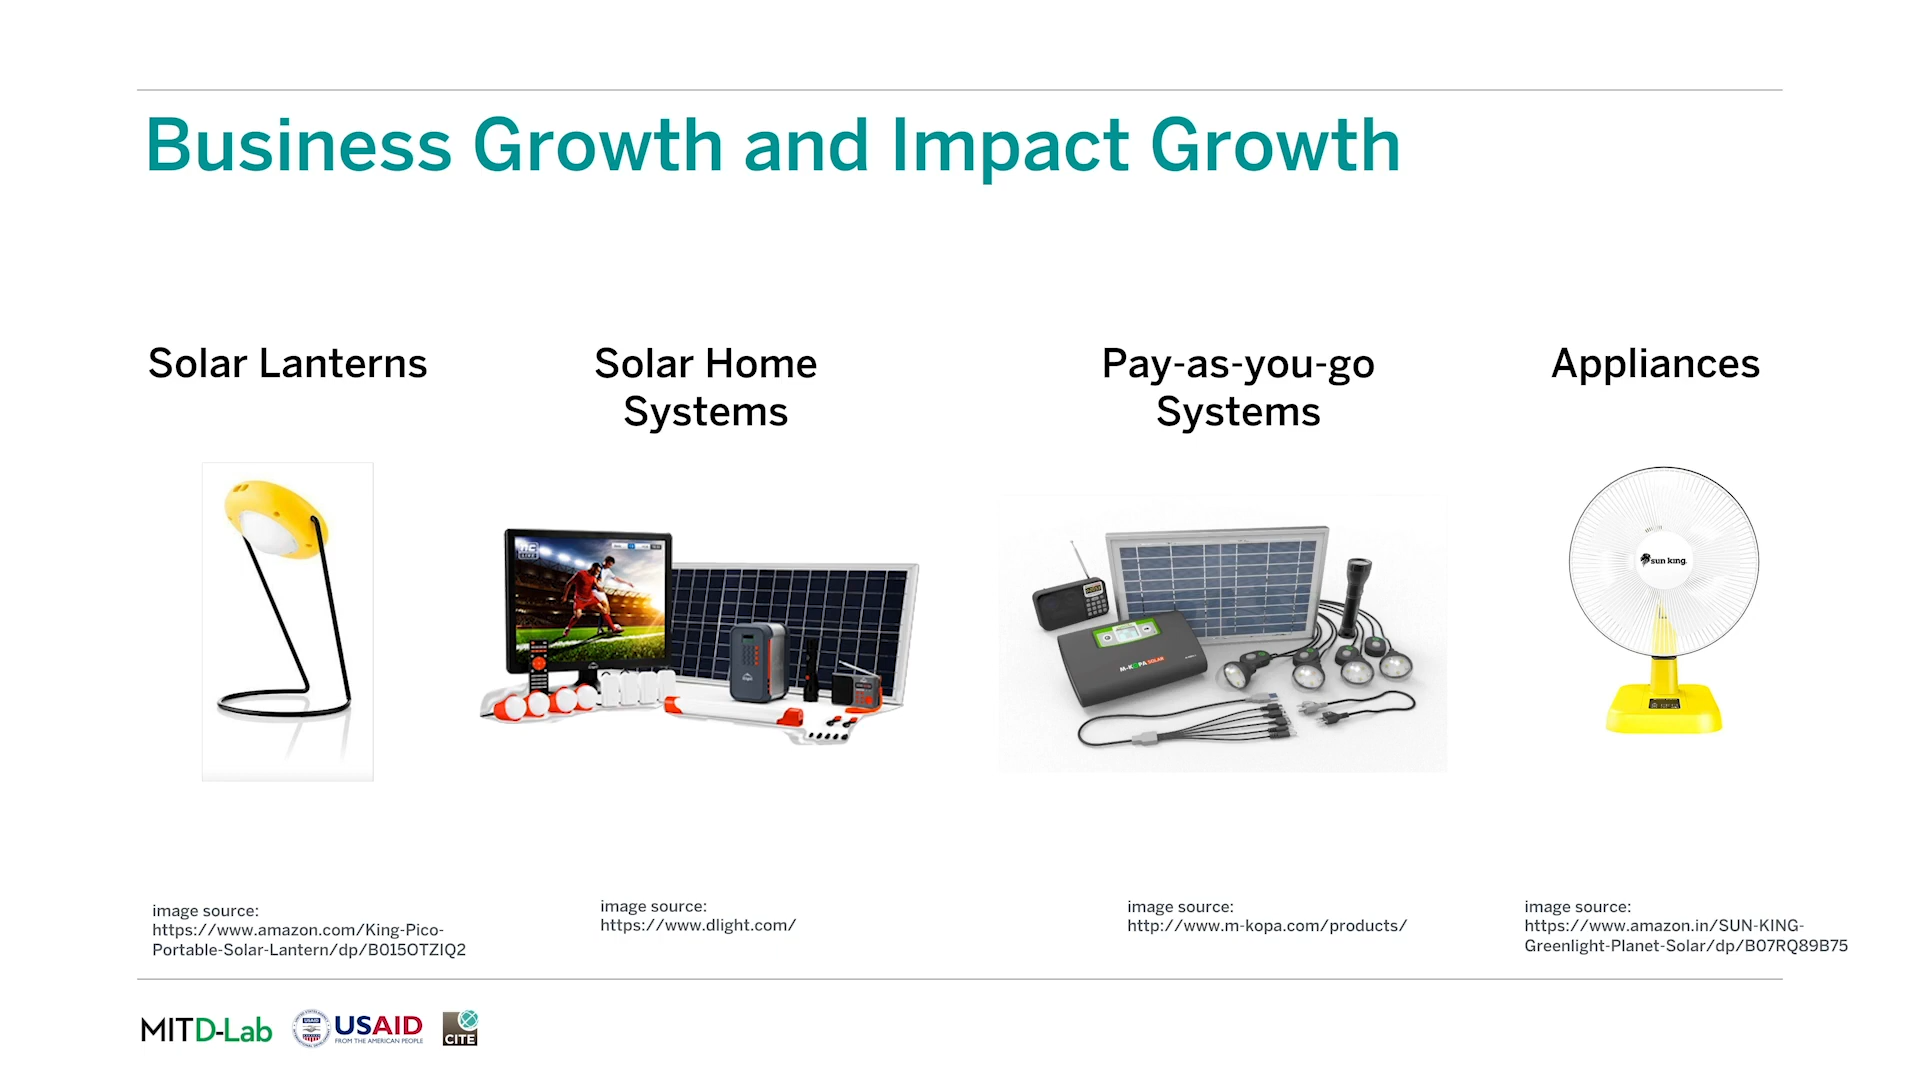 Business Growth and Impact Growth
Solar Lanterns
Solar Home
Systems
Pay-as-you-go
Systems
Appliances
M-KOPA SOLAR
sun king
image source:
https://www.amazon.com/King-Pico-
Portable-Solar-Lantern/dp/B015OTZIQ2
image source:
https://www.dlight.com/
image source:
http://www.m-kopa.com/products/
image source:
https://www.amazon.in/SUN-KING-
Greenlight-Planet-Solar/dp/B07RQ89B75
MIT D-Lab
USAID
FROM THE AMERICAN PEOPLE
CITE